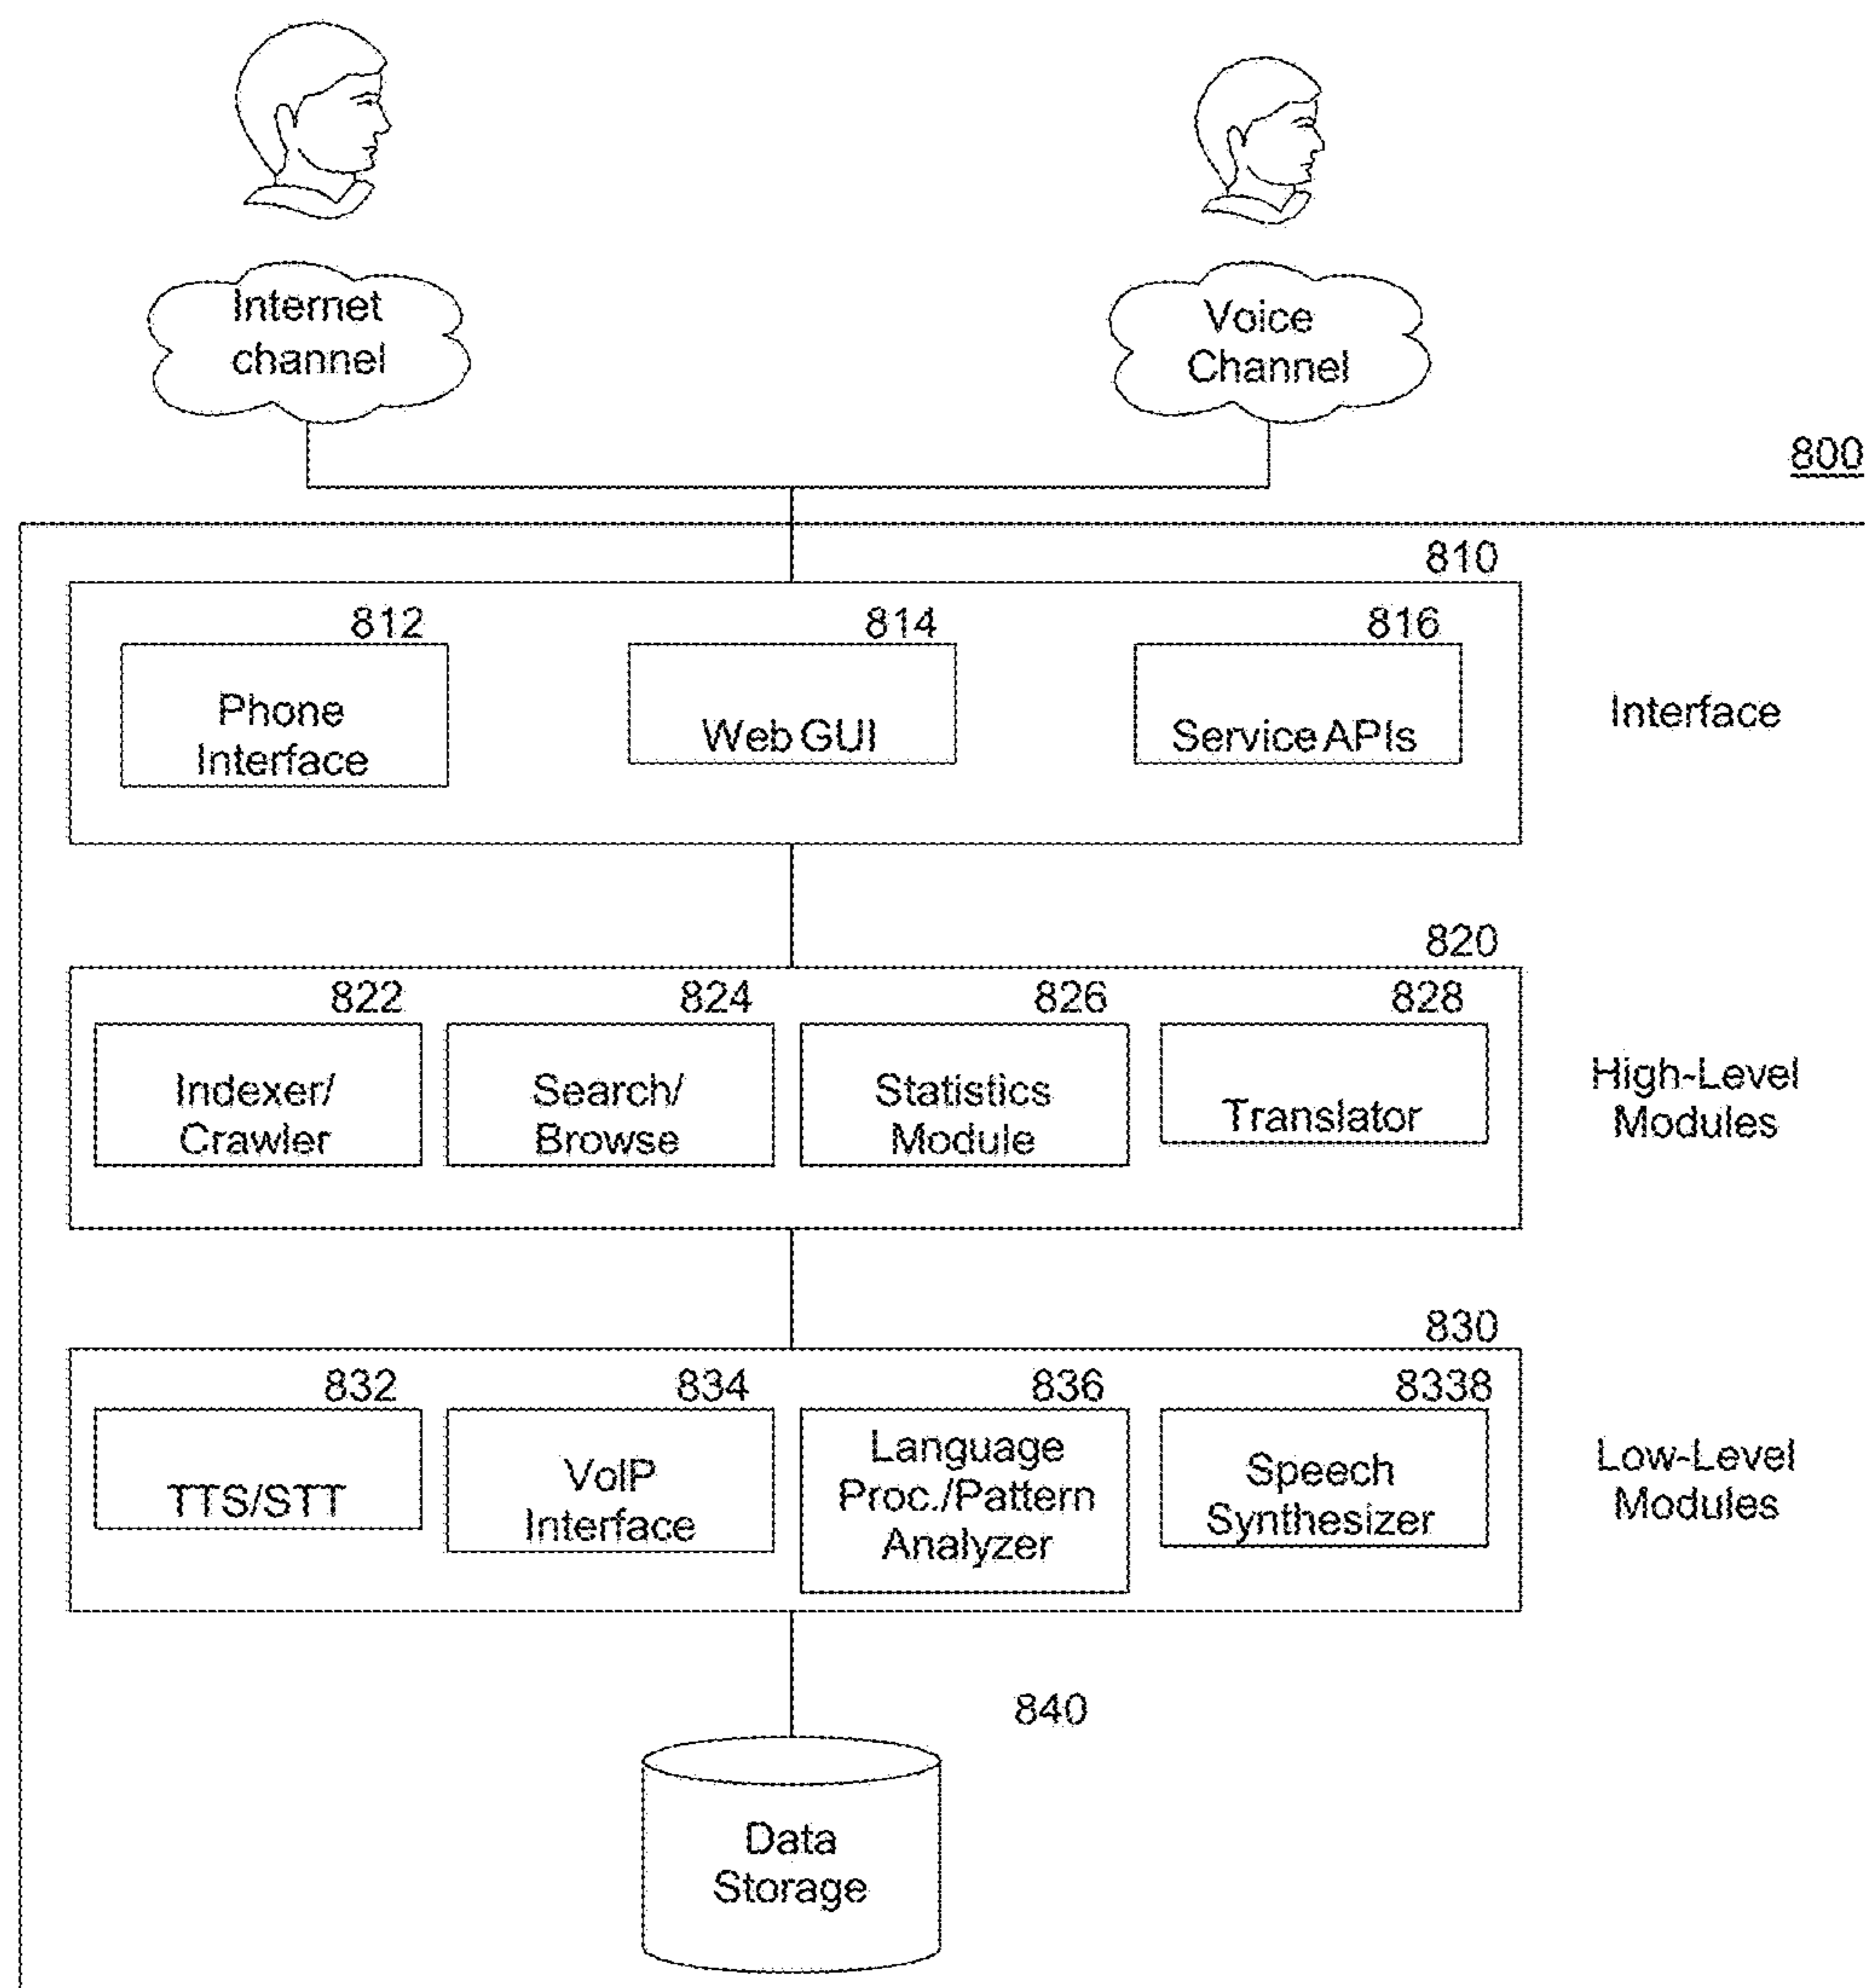 Internet
channel
Voice
Channel
800
810
812
814
816
Phone
Interface
Web GUI
Service APIs
Interface
820
822
824
826
828
Indexer/
Crawler
Search/
Browse
Statistics
Module
Translator
High-Level
Modules
830
832
834
836
8338
TTS/STT
VoIP
Interface
Language
Proc./Pattern
Analyzer
Speech
Synthesizer
Low-Level
Modules
840
Data
Storage